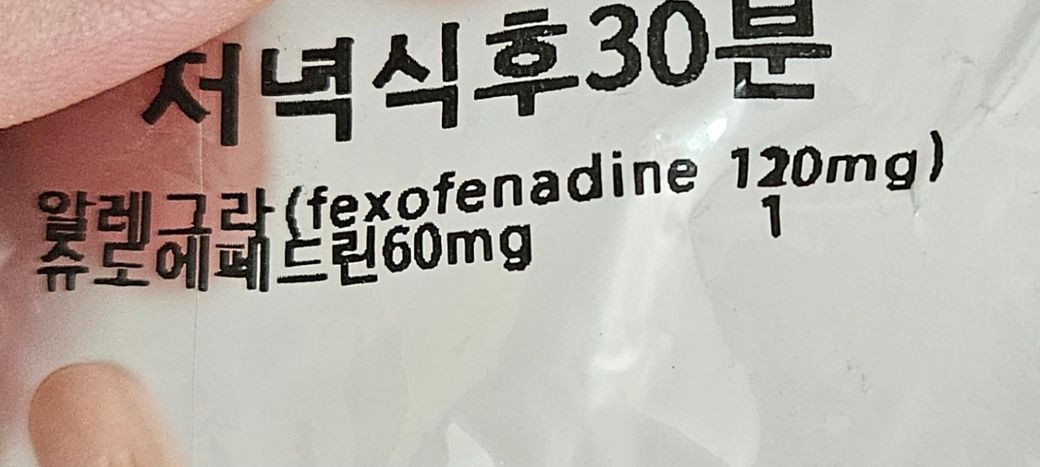 저녁식후30분
알레그라(fexofenadine 120mg)
슈도에페드린60mg 1